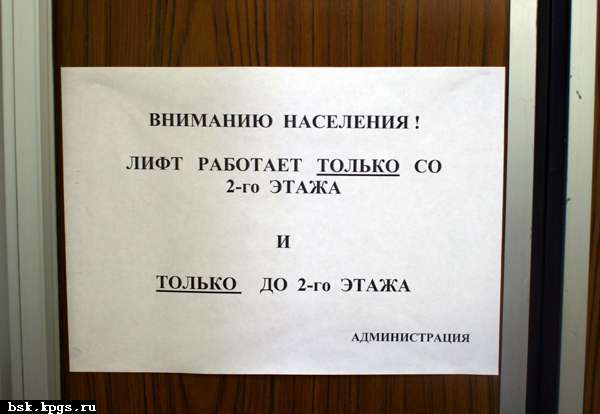 ВНИМАНИЮ НАСЕЛЕНИЯ !
ЛИФТ РАБОТАЕТ ТОЛЬКО СО
2-го ЭТАЖА
И
ТОЛЬКО ДО 2-го ЭТАЖА
АДМИНИСТРАЦИЯ
bsk.kpgs.ru